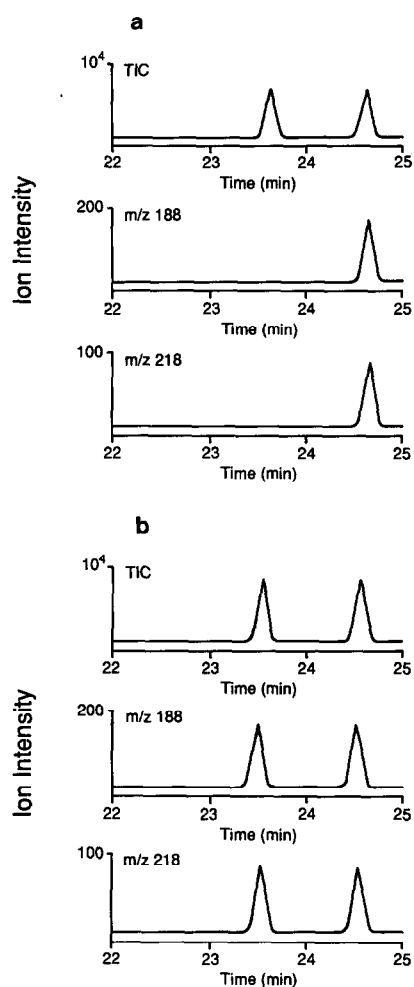 a
10⁴
TIC
22 23 24 25
Time (min)
Ion Intensity
200
m/z 188
22 23 24 25
Time (min)
100
m/z 218
22 23 24 25
Time (min)
b
10⁴
TIC
22 23 24 25
Time (min)
Ion Intensity
200
m/z 188
22 23 24 25
Time (min)
100
m/z 218
22 23 24 25
Time (min)